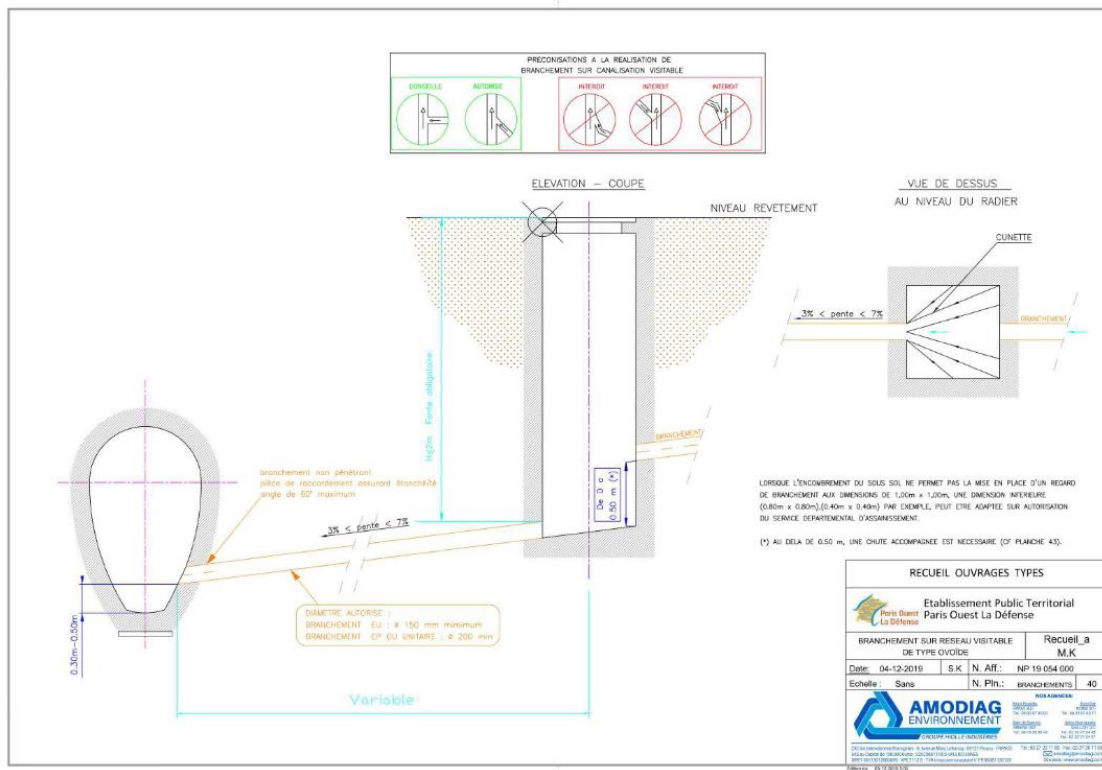 PRECONISATIONS A LA REALISATION DE
BRANCHEMENT SUR CANALISATION VISITABLE
CONSEILLE
AUTORISE
INTERDIT
INTERDIT
INTERDIT
ELEVATION - COUPE
NIVEAU REVETEMENT
VUE DE DESSUS
AU NIVEAU DU RADIER
CUNETTE
3% < pente < 7%
BRANCHEMENT
H≤2m Fonte obligatoire
BRANCHEMENT
De 0 a
0.50 m (*)
branchement non pénétrant
pièce de raccordement assurant étanchéité
angle de 60° maximum
3% < pente < 7%
0.30m-0.50m
DIAMETRE AUTORISE :
BRANCHEMENT EU : ø 150 mm mimimum
BRANCHEMENT EP OU UNITAIRE : ø 200 mm
Variable
LORSQUE L'ENCOMBREMENT DU SOUS SOL NE PERMET PAS LA MISE EN PLACE D'UN REGARD
DE BRANCHEMENT AUX DIMENSIONS DE 1,00m x 1,00m, UNE DIMENSION INFERIEURE
(0.80m x 0.80m),(0.40m x 0.40m) PAR EXEMPLE, PEUT ETRE ADAPTEE SUR AUTORISATION
DU SERVICE DEPARTEMENTAL D'ASSAINISSEMENT.
(*) AU DELA DE 0.50 m, UNE CHUTE ACCOMPAGNEE EST NECESSAIRE (CF PLANCHE 43).
RECUEIL OUVRAGES TYPES
Paris Ouest
La Défense
Etablissement Public Territorial
Paris Ouest La Défense
BRANCHEMENT SUR RESEAU VISITABLE
DE TYPE OVOÏDE
Recueil_a
M.K
Date: 04-12-2019 S.K N. Aff.: NP 19 054 000
Echelle : Sans N. Pln.: BRANCHEMENTS 40
AMODIAG
ENVIRONNEMENT
GROUPE HIOLLE INDUSTRIES
NOS AGENCES: